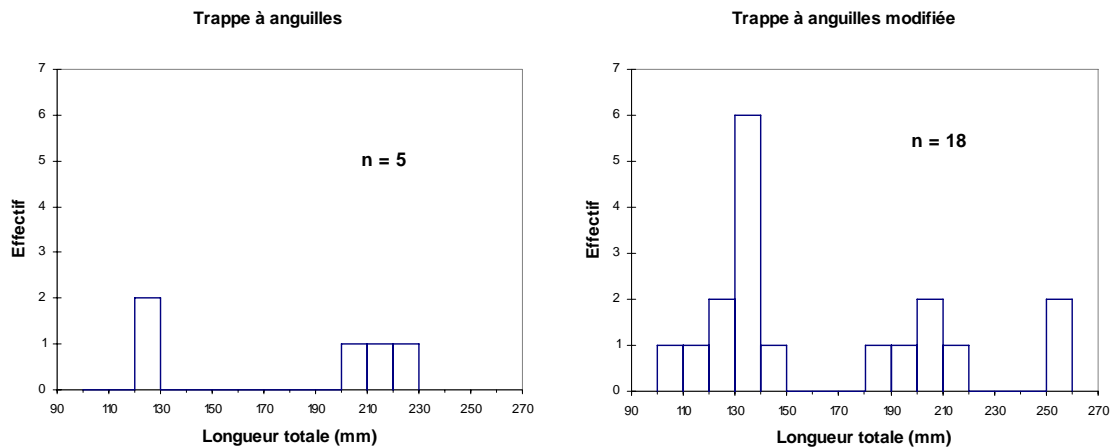 Trappe à anguilles
7
6
5
4
3
2
1
0
Effectif
n = 5
90 110 130 150 170 190 210 230 250 270
Longueur totale (mm)
Trappe à anguilles modifiée
7
6
5
4
3
2
1
0
Effectif
n = 18
90 110 130 150 170 190 210 230 250 270
Longueur totale (mm)